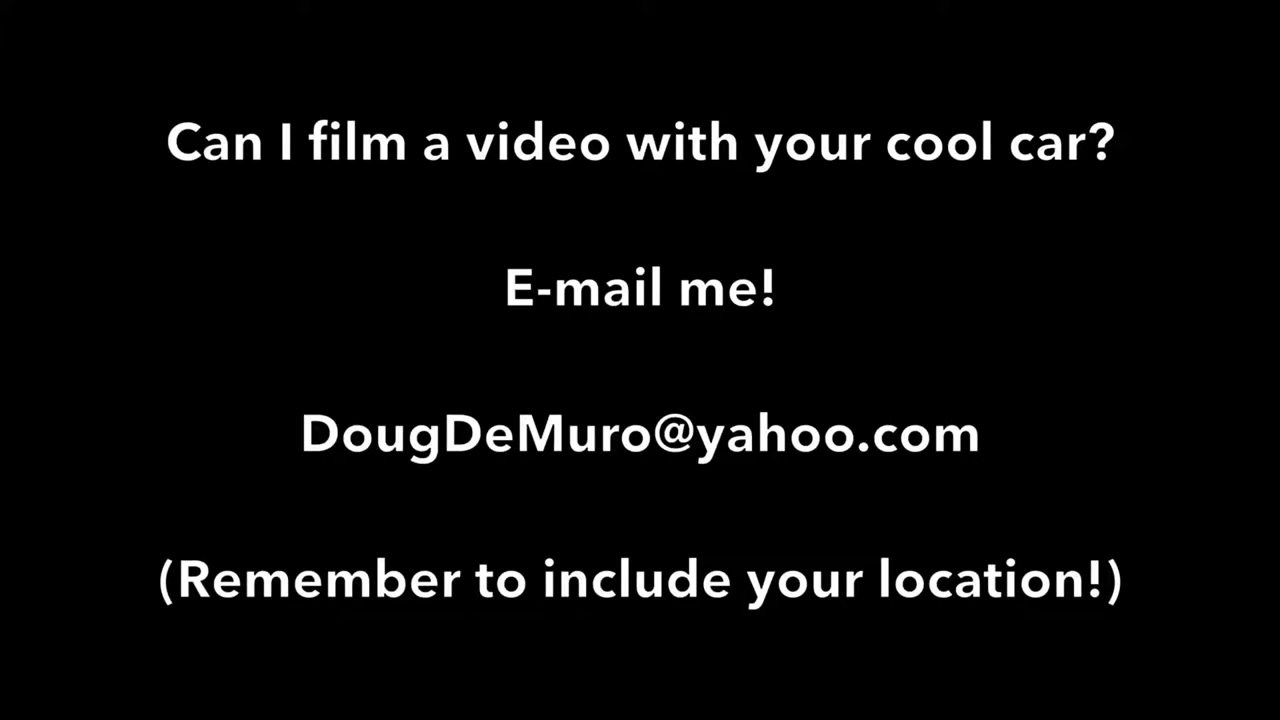 Can I film a video with your cool car?
E-mail me!
DougDeMuro@yahoo.com
(Remember to include your location!)